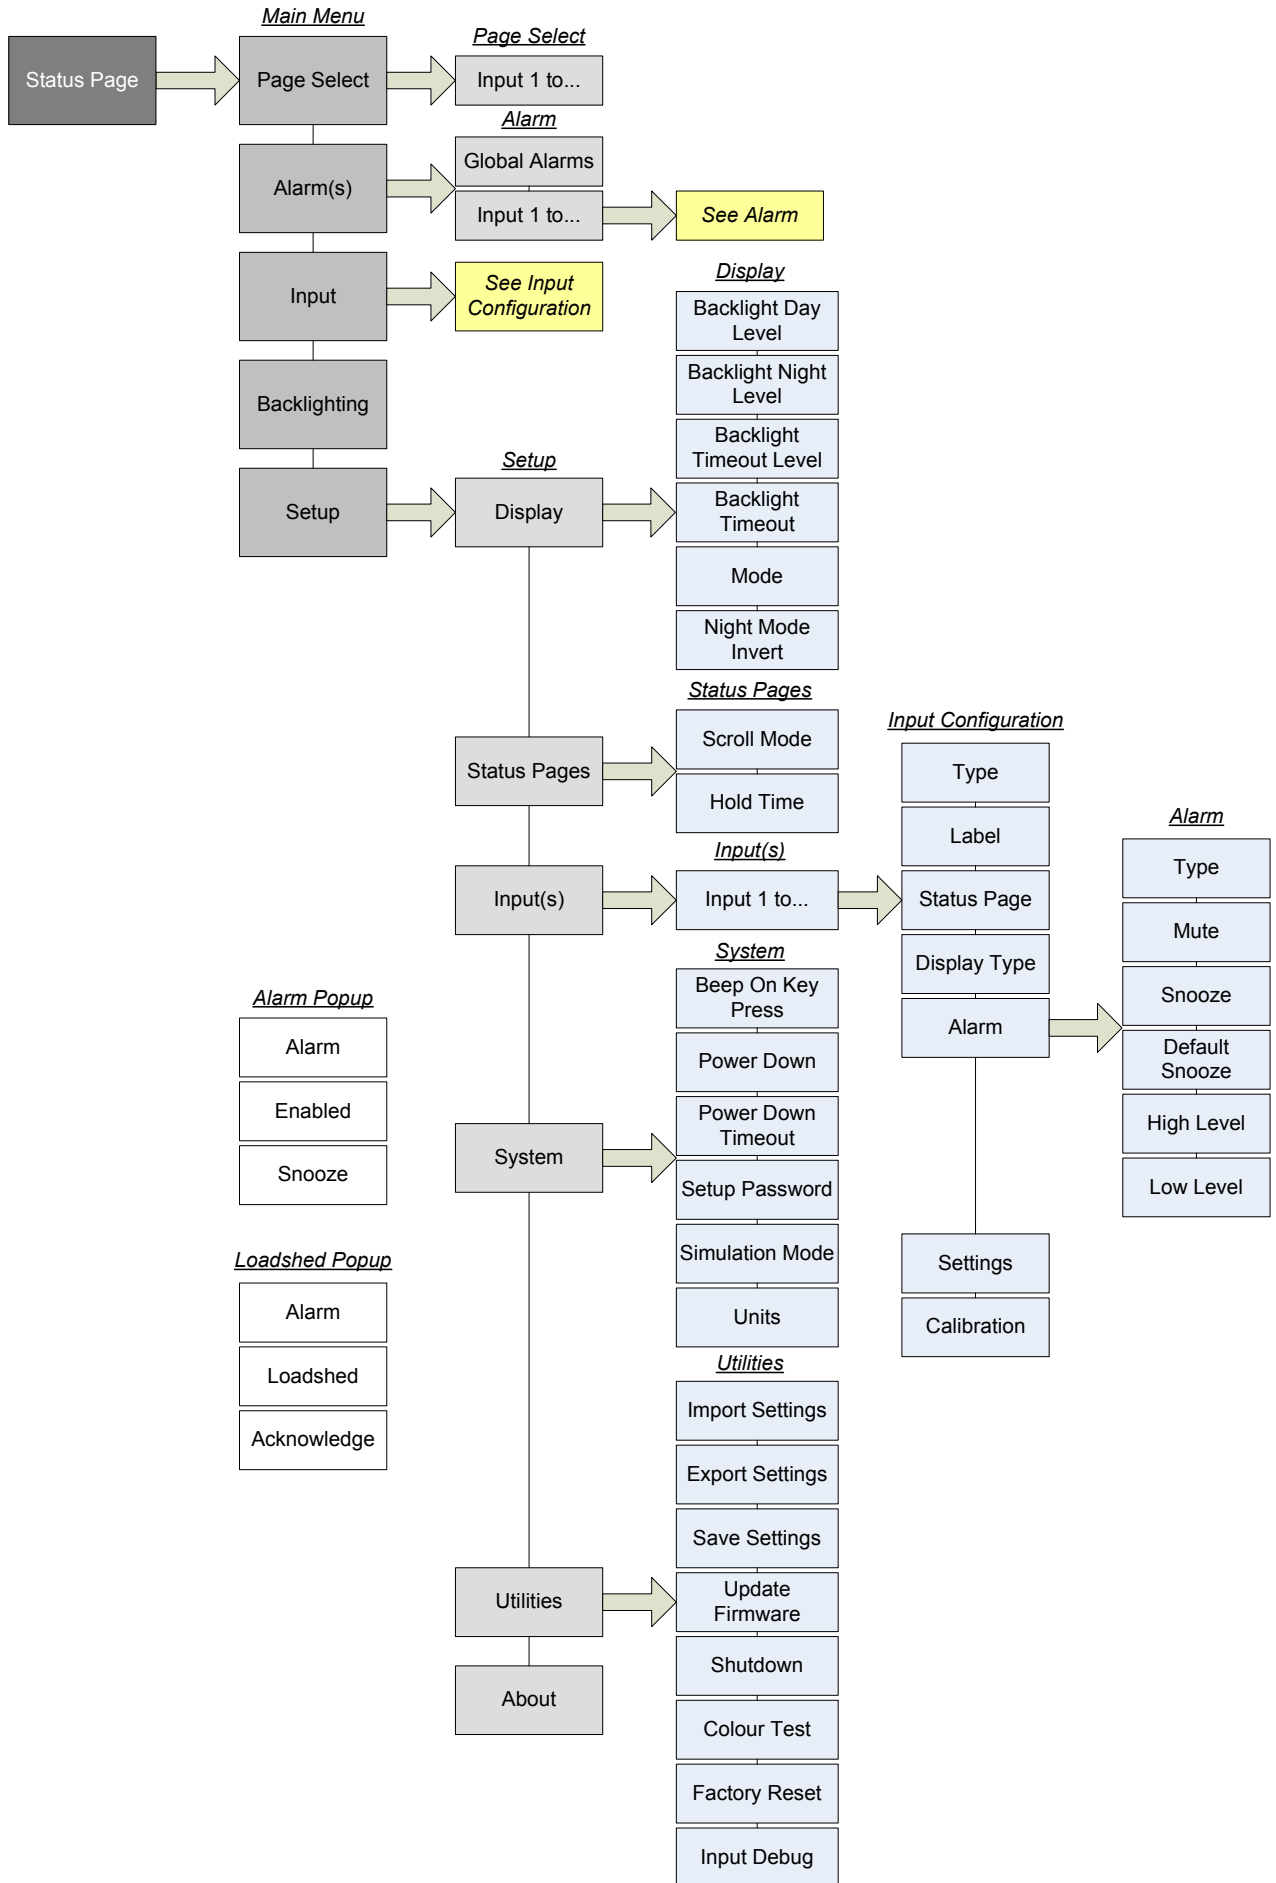 Main Menu
Status Page
Page Select
Page Select
Input 1 to...
Alarm(s)
Alarm
Global Alarms
Input 1 to...
See Alarm
Input
See Input
Configuration
Backlighting
Setup
Setup
Display
Display
Backlight Day
Level
Backlight Night
Level
Backlight
Timeout Level
Backlight
Timeout
Mode
Night Mode
Invert
Status Pages
Status Pages
Scroll Mode
Hold Time
Input(s)
Input(s)
Input 1 to...
Input Configuration
Type
Label
Status Page
Display Type
Alarm
Settings
Calibration
Alarm
Type
Mute
Snooze
Default
Snooze
High Level
Low Level
System
System
Beep On Key
Press
Power Down
Power Down
Timeout
Setup Password
Simulation Mode
Units
Alarm Popup
Alarm
Enabled
Snooze
Loadshed Popup
Alarm
Loadshed
Acknowledge
Utilities
Utilities
Import Settings
Export Settings
Save Settings
Update
Firmware
Shutdown
Colour Test
Factory Reset
Input Debug
About